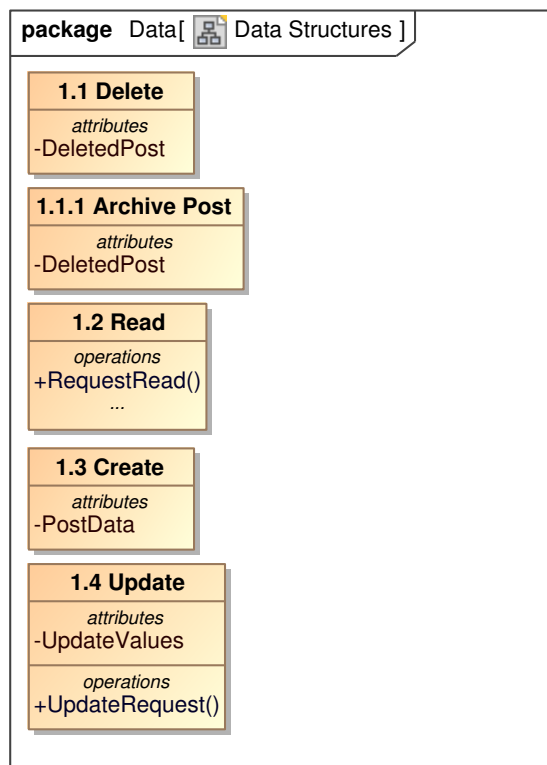 package Data[ Data Structures ]
1.1 Delete
attributes
-DeletedPost
1.1.1 Archive Post
attributes
-DeletedPost
1.2 Read
operations
+RequestRead()
...
1.3 Create
attributes
-PostData
1.4 Update
attributes
-UpdateValues
operations
+UpdateRequest()